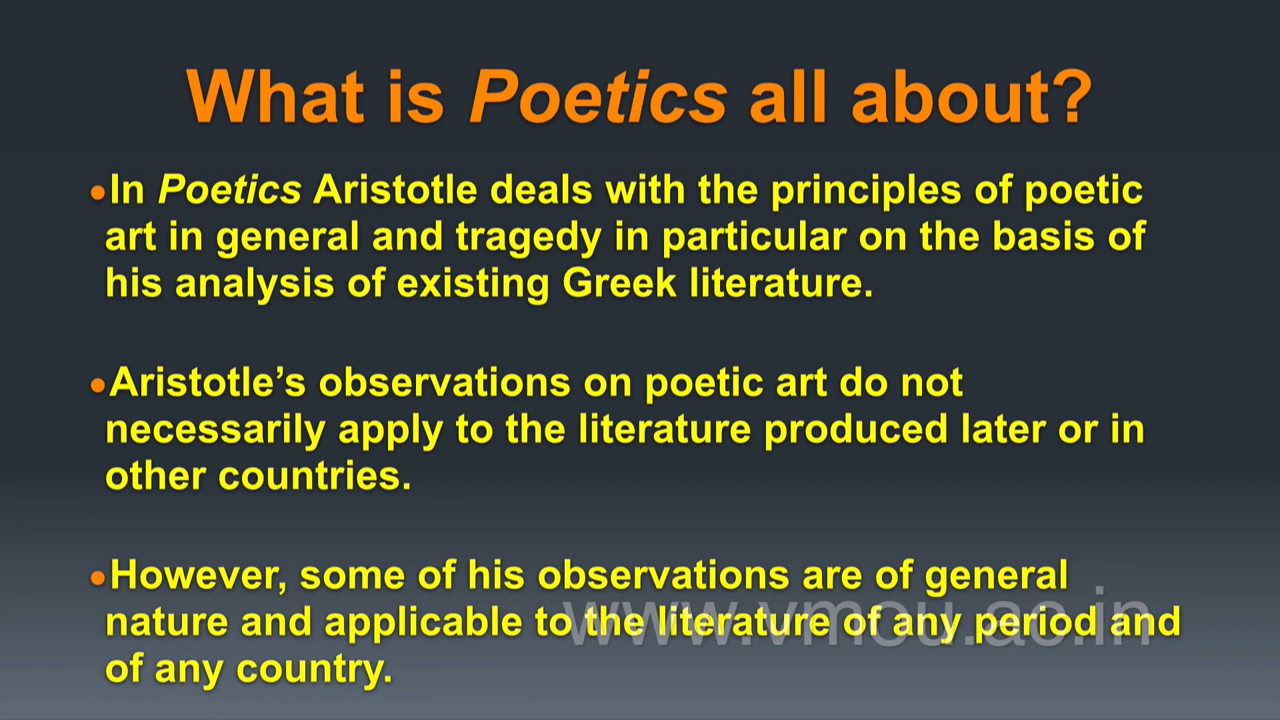 What is Poetics all about?
•In Poetics Aristotle deals with the principles of poetic
art in general and tragedy in particular on the basis of
his analysis of existing Greek literature.
•Aristotle’s observations on poetic art do not
necessarily apply to the literature produced later or in
other countries.
•However, some of his observations are of general
nature and applicable to the literature of any period and
of any country.
www.vmou.ac.in